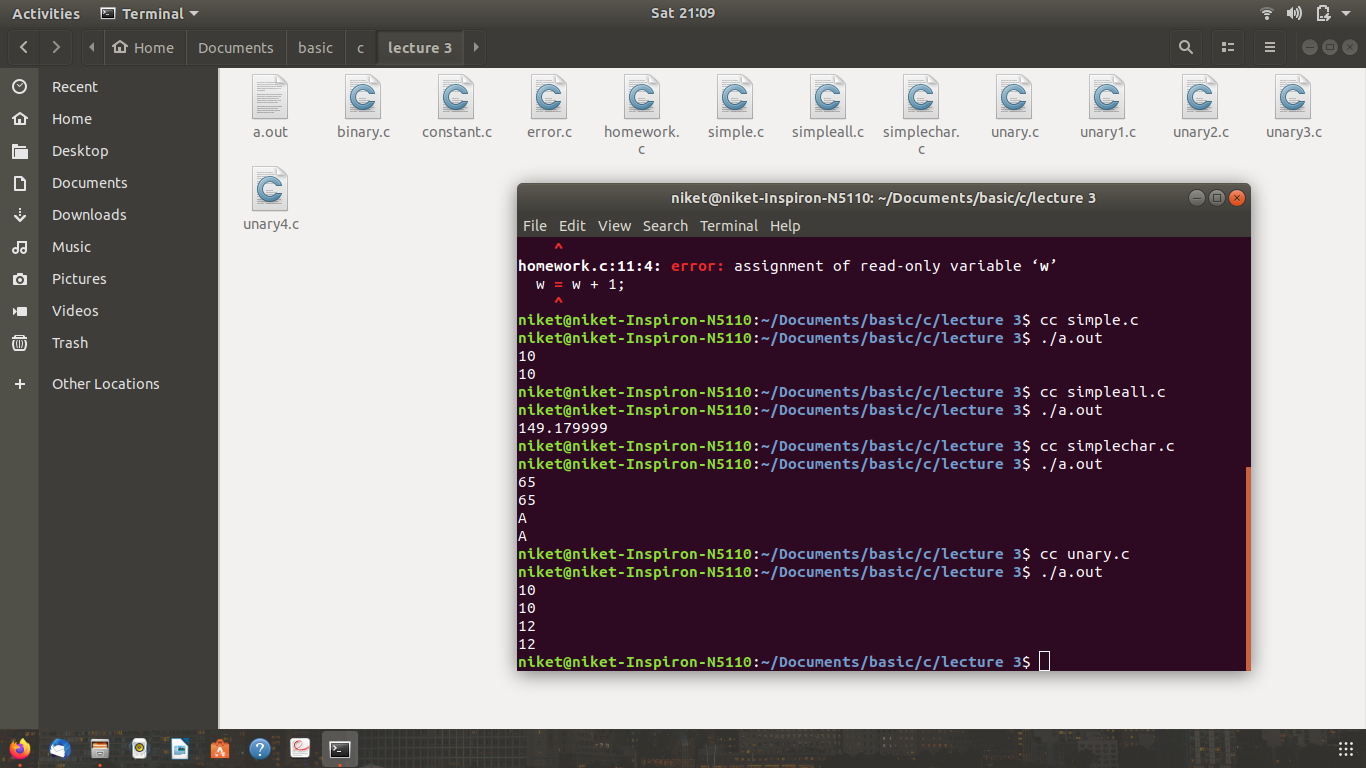 Activities Terminal Sat 21:09
Home Documents basic c lecture 3
Recent
Home
Desktop
Documents
Downloads
Music
Pictures
Videos
Trash
Other Locations
a.out binary.c constant.c error.c homework. simple.c simpleall.c simplechar. unary.c unary1.c unary2.c unary3.c
c c
unary4.c
niket@niket-Inspiron-N5110: ~/Documents/basic/c/lecture 3
File Edit View Search Terminal Help
^
homework.c:11:4: error: assignment of read-only variable ‘w’
w = w + 1;
^
niket@niket-Inspiron-N5110:~/Documents/basic/c/lecture 3$ cc simple.c
niket@niket-Inspiron-N5110:~/Documents/basic/c/lecture 3$ ./a.out
10
10
niket@niket-Inspiron-N5110:~/Documents/basic/c/lecture 3$ cc simpleall.c
niket@niket-Inspiron-N5110:~/Documents/basic/c/lecture 3$ ./a.out
149.179999
niket@niket-Inspiron-N5110:~/Documents/basic/c/lecture 3$ cc simplechar.c
niket@niket-Inspiron-N5110:~/Documents/basic/c/lecture 3$ ./a.out
65
65
A
A
niket@niket-Inspiron-N5110:~/Documents/basic/c/lecture 3$ cc unary.c
niket@niket-Inspiron-N5110:~/Documents/basic/c/lecture 3$ ./a.out
10
10
12
12
niket@niket-Inspiron-N5110:~/Documents/basic/c/lecture 3$